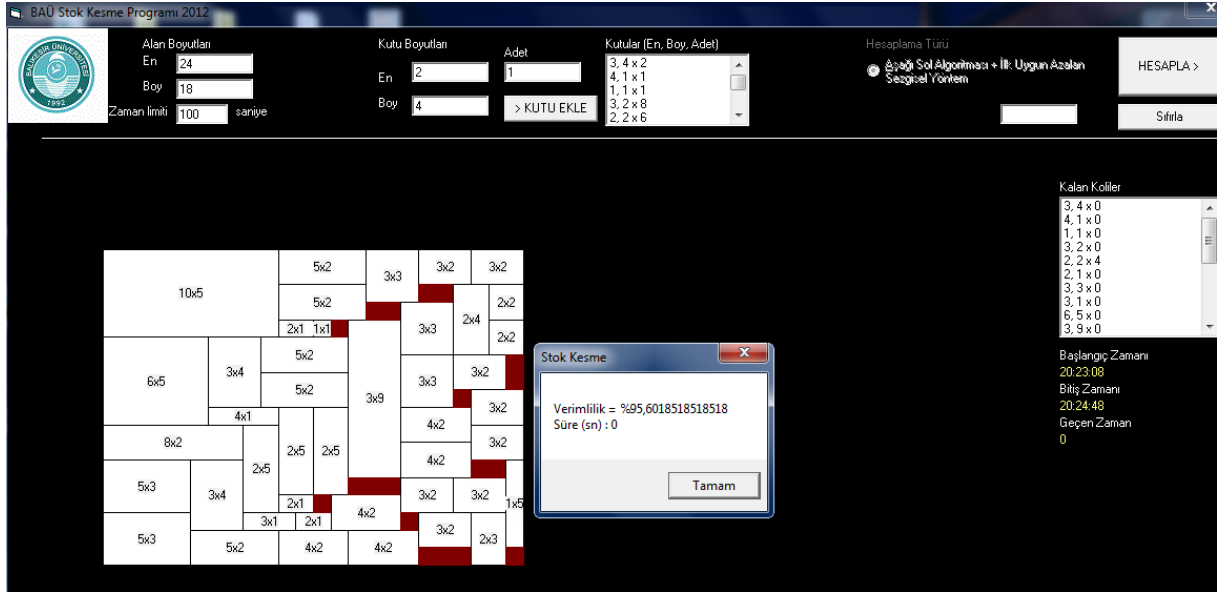 BAÜ Stok Kesme Programı 2012
BALIKESİR ÜNİVERSİTESİ
1992
Alan Boyutları
En 24
Boy 18
Zaman limiti 100 saniye
Kutu Boyutları
En 2
Boy 4
Adet
1
> KUTU EKLE
Kutular (En, Boy, Adet)
3, 4 x 2
4, 1 x 1
1, 1 x 1
3, 2 x 8
2, 2 x 6
Hesaplama Türü
Aşağı Sol Algoritması + İlk Uygun Azalan
Sezgisel Yöntem
HESAPLA >
Sıfırla
Kalan Koliler
3, 4 x 0
4, 1 x 0
1, 1 x 0
3, 2 x 0
2, 2 x 4
2, 1 x 0
3, 3 x 0
3, 1 x 0
6, 5 x 0
3, 9 x 0
Başlangıç Zamanı
20:23:08
Bitiş Zamanı
20:24:48
Geçen Zaman
0
5x2 3x3 3x2 3x2
10x5
5x2 2x4 2x2
2x1 1x1 3x3 2x2
5x2
6x5 3x4 3x3 3x2
5x2 3x9
4x1 4x2 3x2
8x2 2x5 2x5 3x2
2x5 4x2
5x3 3x4 3x2 3x2 1x5
2x1 4x2
3x1 2x1 3x2
5x3 5x2 4x2 4x2 2x3
Stok Kesme
Verimlilik = %95,6018518518518
Süre (sn) : 0
Tamam